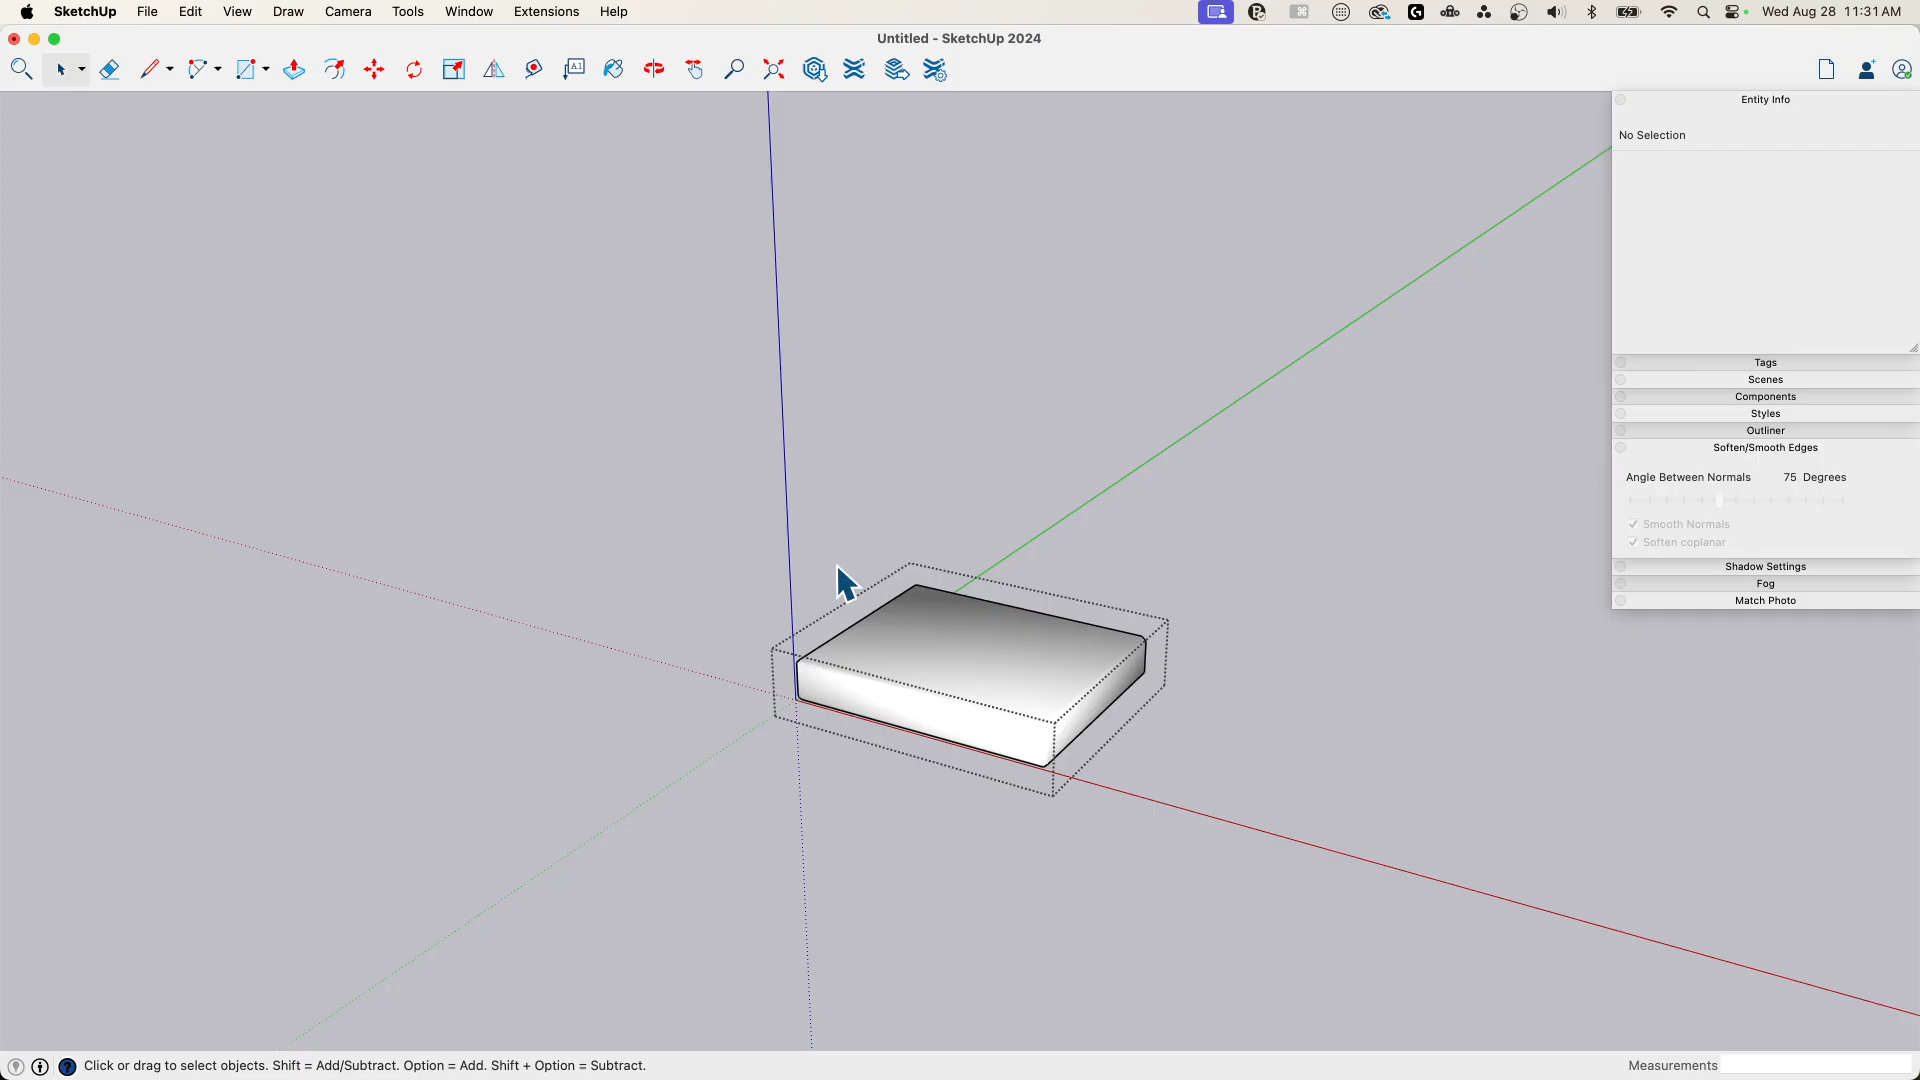 SketchUp File Edit View Draw Camera Tools Window Extensions Help
Wed Aug 28 11:31 AM
Untitled - SketchUp 2024
A1
Entity Info
No Selection
Tags
Scenes
Components
Styles
Outliner
Soften/Smooth Edges
Angle Between Normals 75 Degrees
Smooth Normals
Soften coplanar
Shadow Settings
Fog
Match Photo
Click or drag to select objects. Shift = Add/Subtract. Option = Add. Shift + Option = Subtract.
Measurements